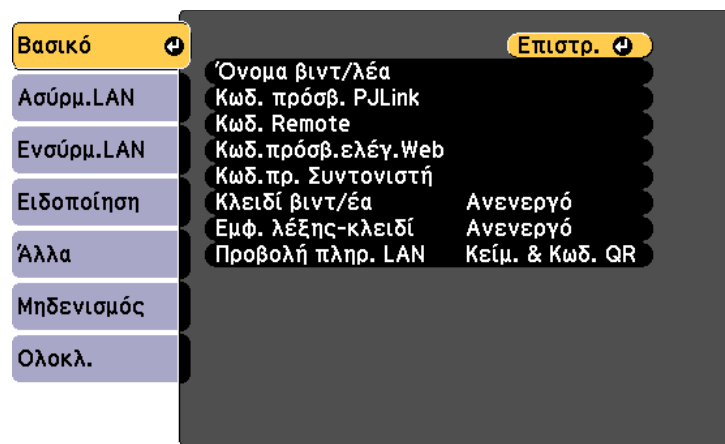 Βασικό
Επιστρ.
Όνομα βιντ/λέα
Κωδ. πρόσβ. PJLink
Ασύρμ.LAN
Κωδ. Remote
Κωδ.πρόσβ.ελέγ.Web
Ενσύρμ.LAN
Κωδ.πρ. Συντονιστή
Κλειδί βιντ/έα Ανενεργό
Ειδοποίηση
Εμφ. λέξης-κλειδί Ανενεργό
Προβολή πληρ. LAN Κείμ. & Κωδ. QR
Άλλα
Μηδενισμός
Ολοκλ.